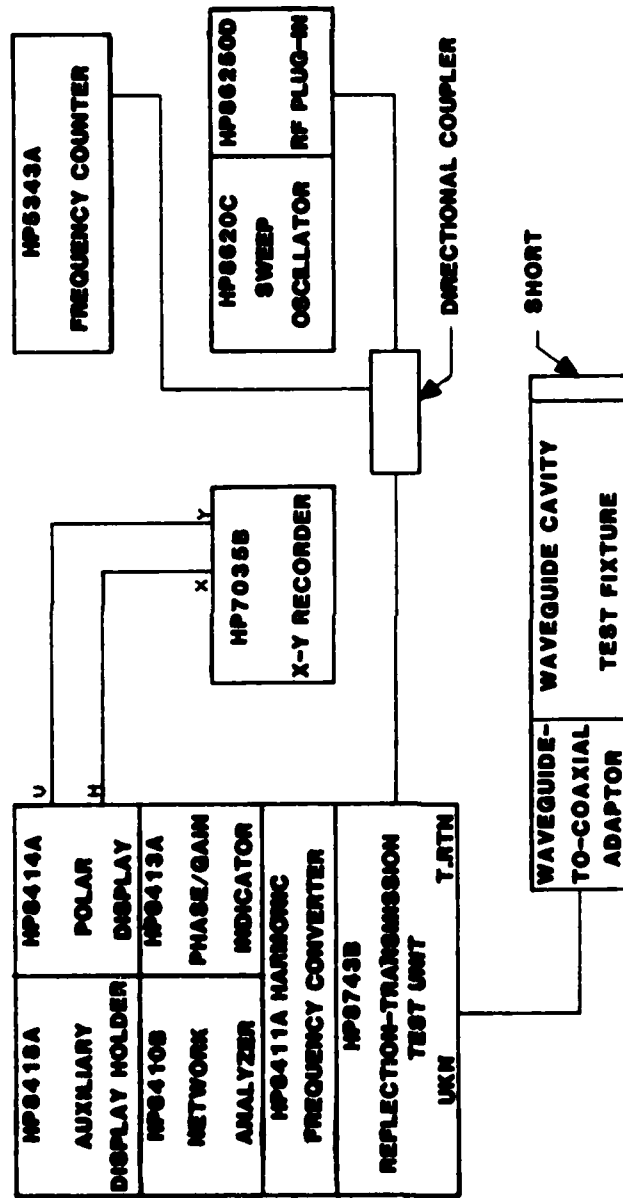 HP8418A
AUXILIARY
DISPLAY HOLDER
HP8414A
POLAR
DISPLAY
V
H
HP8410B
NETWORK
ANALYZER
HP8413A
PHASE/GAIN
INDICATOR
HP8411A HARMONIC
FREQUENCY CONVERTER
HP8743B
REFLECTION-TRANSMISSION
TEST UNIT
UKN
T.RTN
Y
X
HP7035B
X-Y RECORDER
HP5343A
FREQUENCY COUNTER
HP8620C
SWEEP
OSCILLATOR
HP86250D
RF PLUG-IN
DIRECTIONAL COUPLER
SHORT
WAVEGUIDE-
TO-COAXIAL
ADAPTOR
WAVEGUIDE CAVITY
TEST FIXTURE